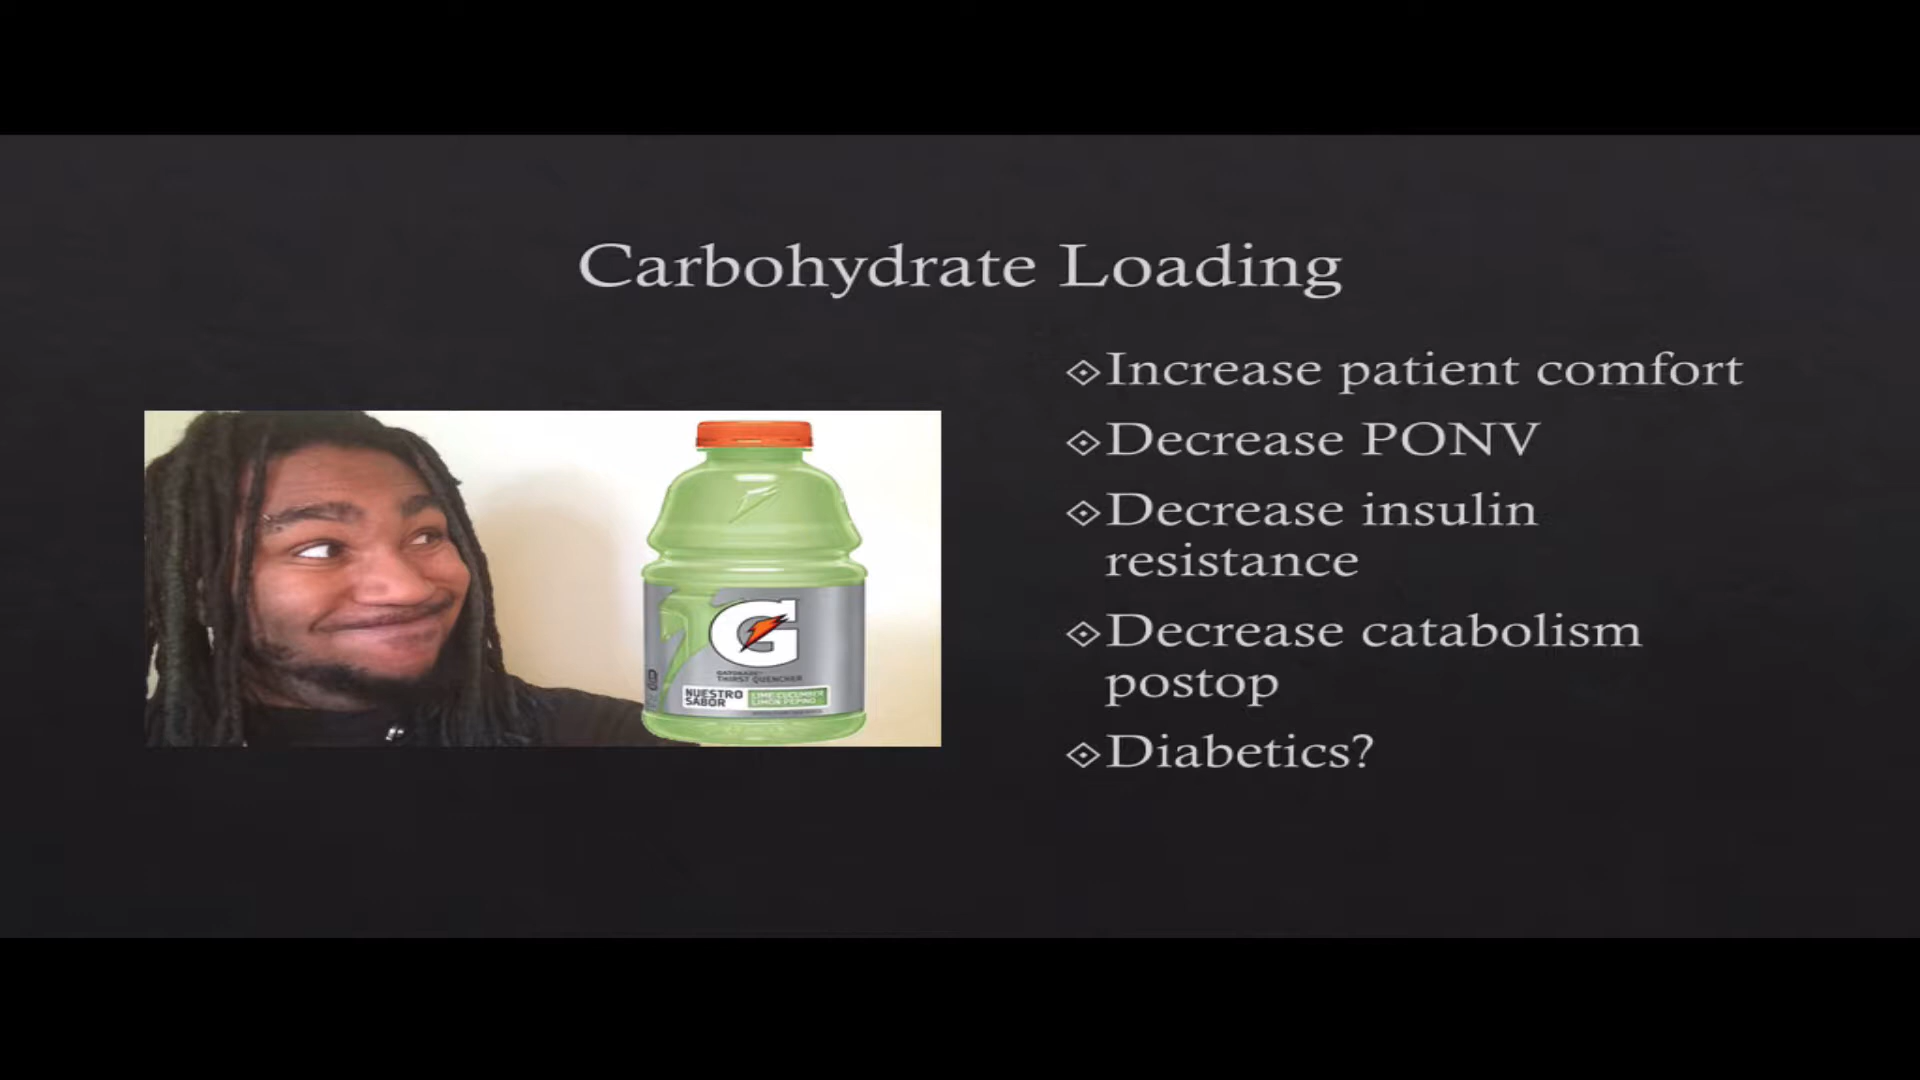 Carbohydrate Loading
◈Increase patient comfort
◈Decrease PONV
◈Decrease insulin
resistance
◈Decrease catabolism
postop
◈Diabetics?
G
THIRST QUENCHER
NUESTRO
SABOR
LIME CUCUMBER
LIMÓN PEPINO